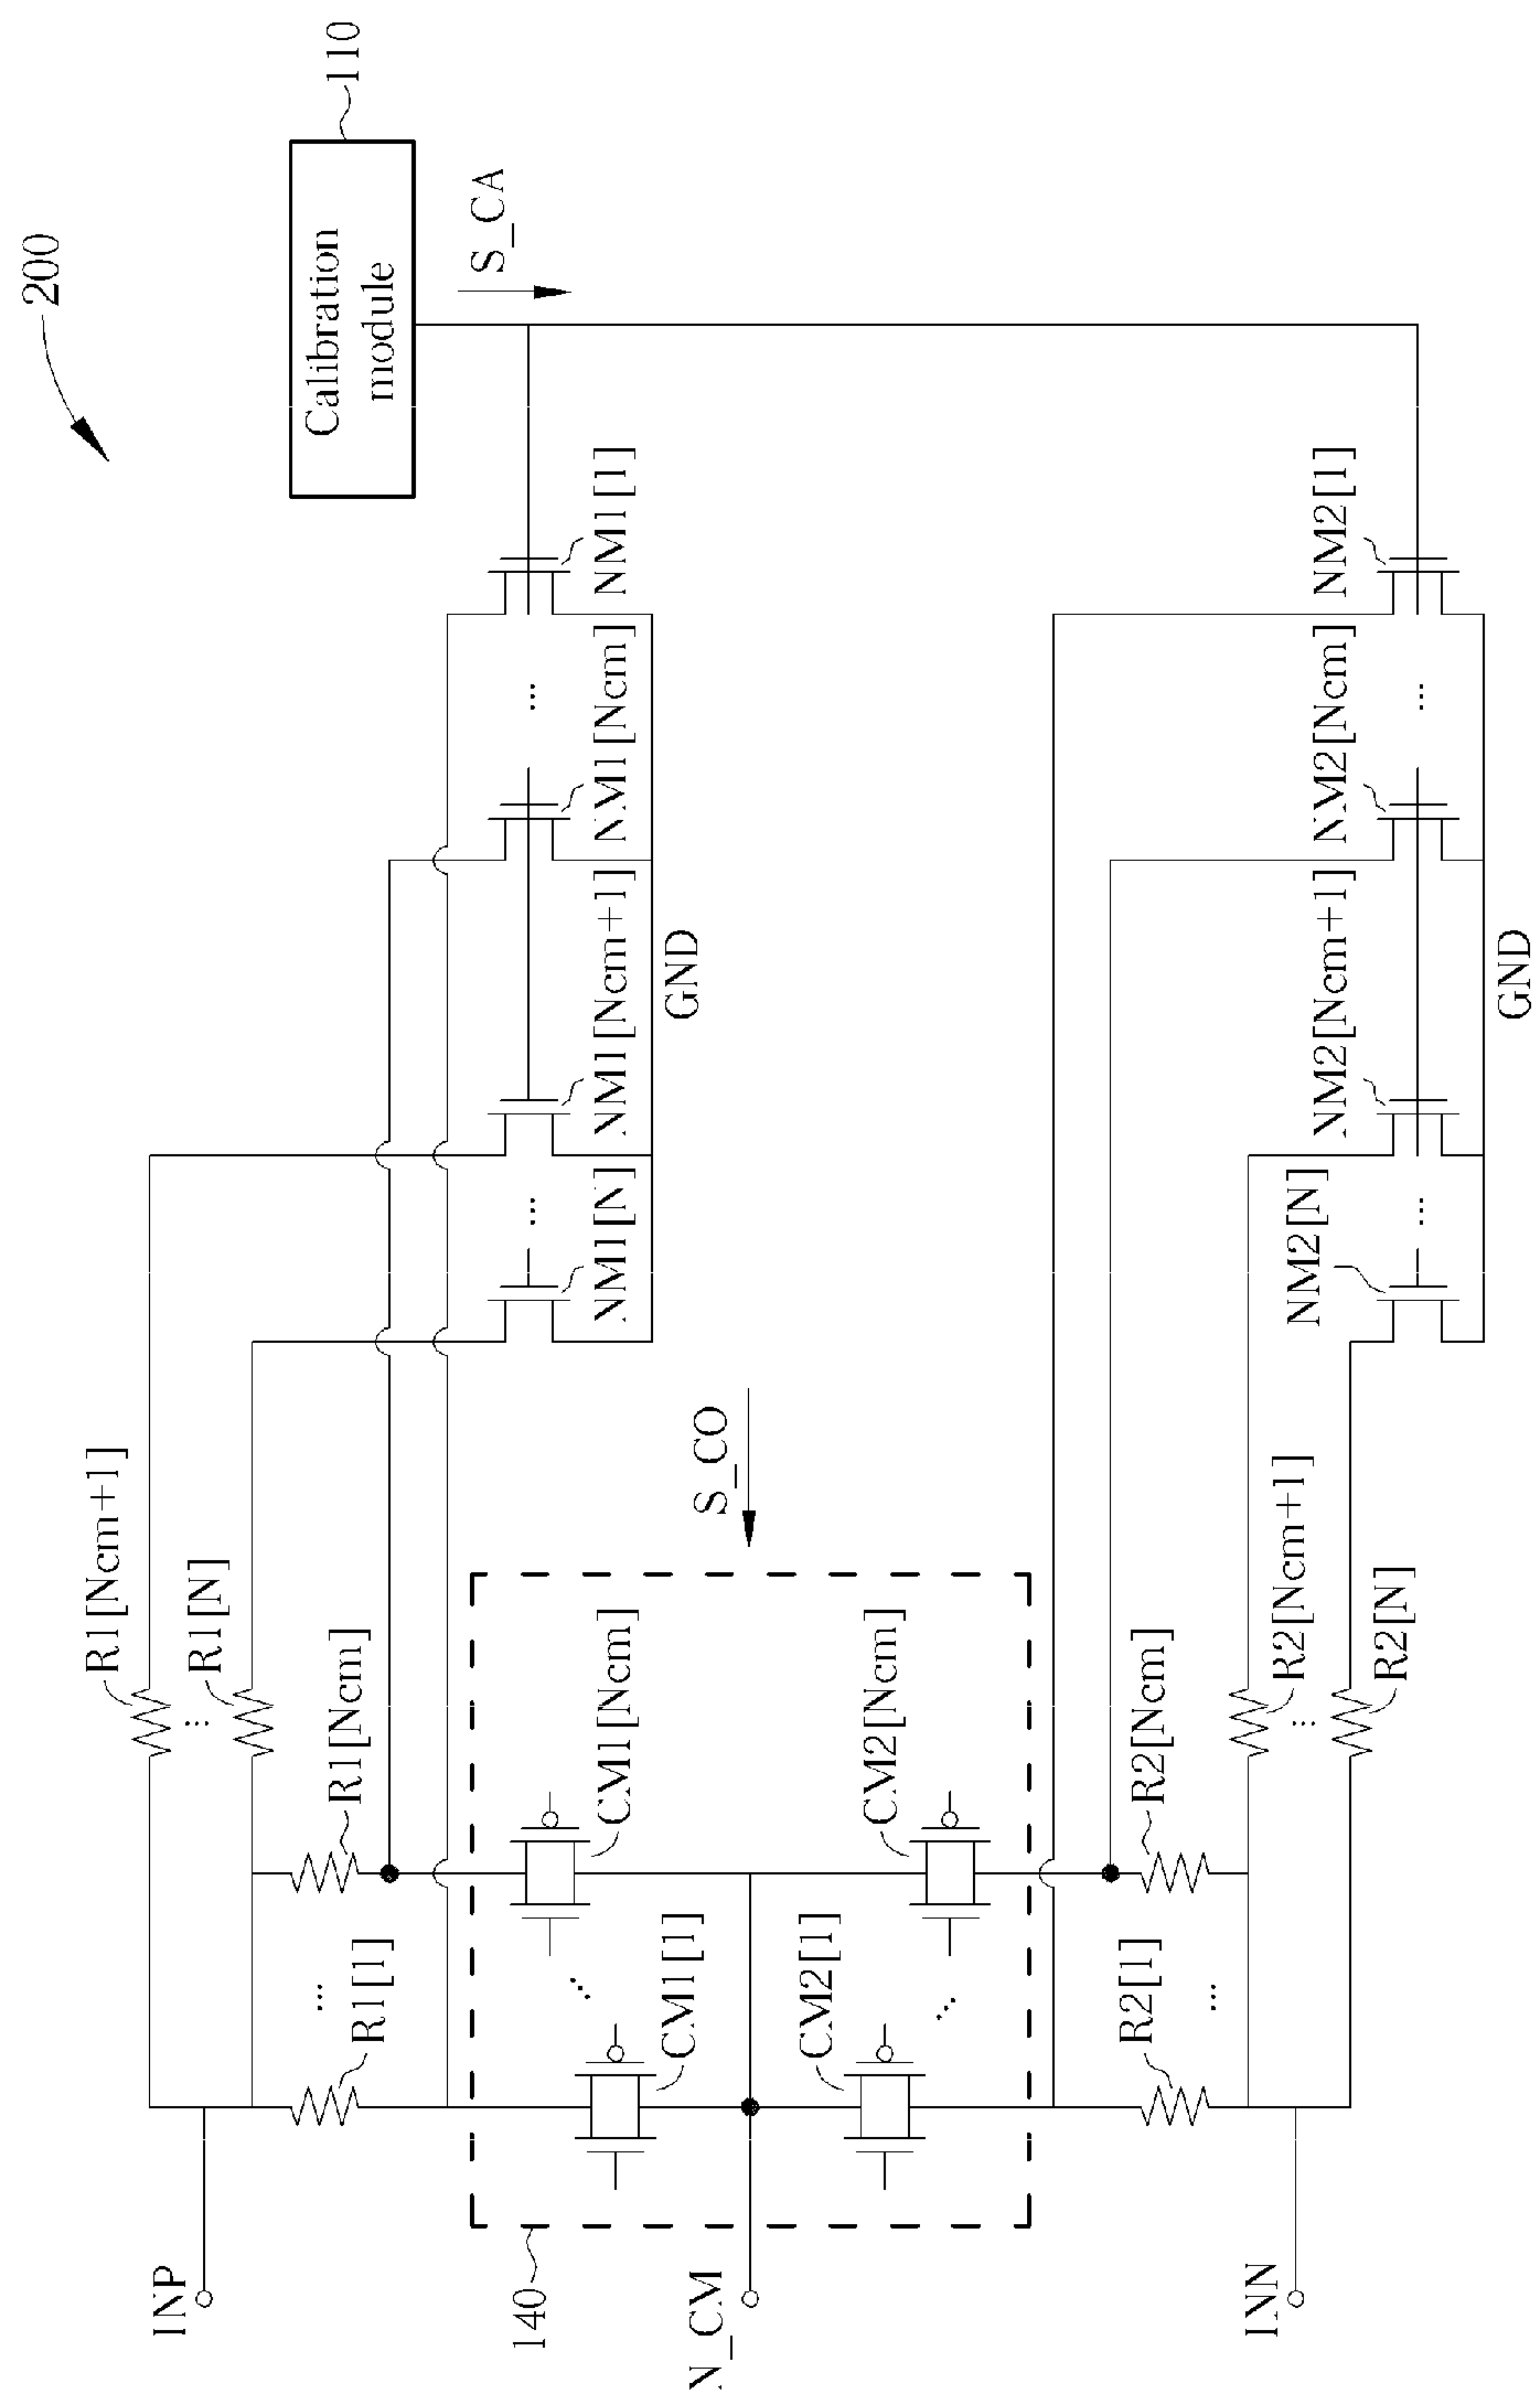 200
Calibration
module
110
S_CA
R1[Ncm+1]
R1[N]
R1[Ncm]
R1[1]
INP
NM1[N]
NM1[Ncm+1]
NM1[Ncm]
NM1[1]
...
...
GND
S_CO
140
CM1[Ncm]
CM1[1]
CM2[Ncm]
CM2[1]
N_CM
R2[Ncm]
R2[1]
R2[Ncm+1]
R2[N]
INN
NM2[N]
NM2[Ncm+1]
NM2[Ncm]
NM2[1]
...
...
GND